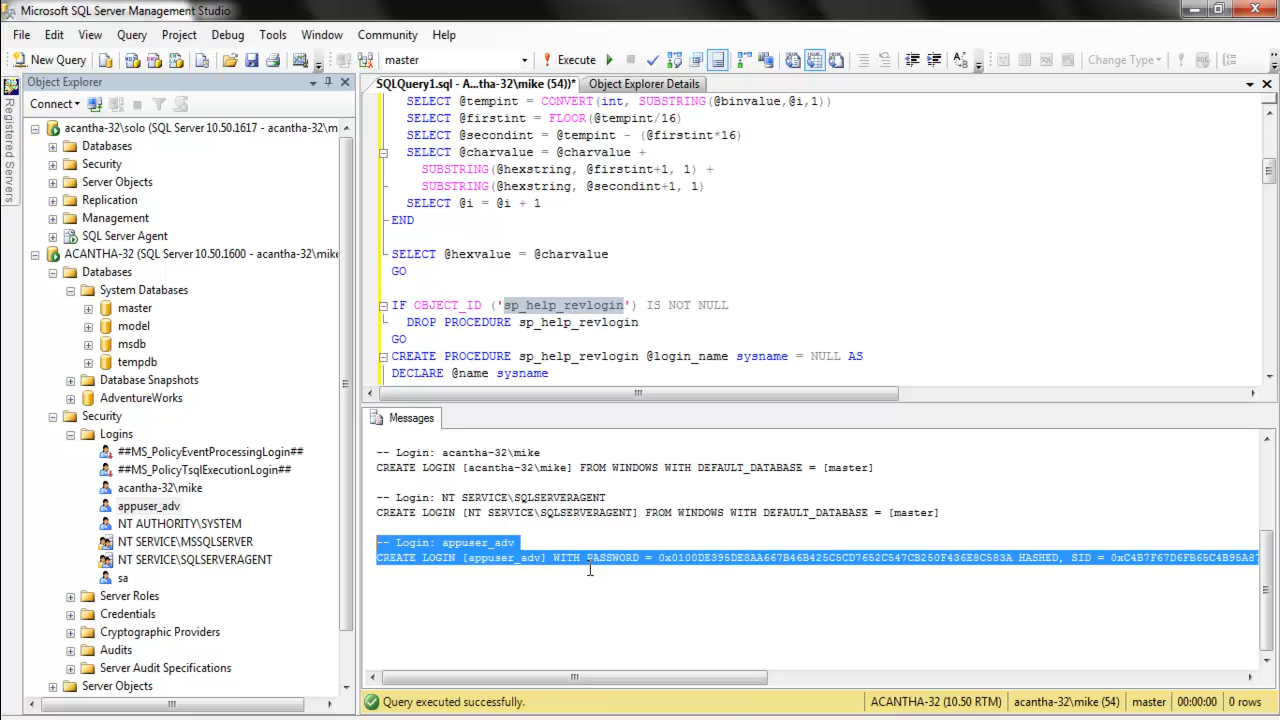 Microsoft SQL Server Management Studio
File Edit View Query Project Debug Tools Window Community Help
New Query master Execute Change Type
Object Explorer
SQLQuery1.sql - A...tha-32\mike (54))* Object Explorer Details
Registered Servers
Connect
acantha-32\solo (SQL Server 10.50.1617 - acantha-32\m
Databases
Security
Server Objects
Replication
Management
SQL Server Agent
ACANTHA-32 (SQL Server 10.50.1600 - acantha-32\mike
Databases
System Databases
master
model
msdb
tempdb
Database Snapshots
AdventureWorks
Security
Logins
##MS_PolicyEventProcessingLogin##
##MS_PolicyTsqlExecutionLogin##
acantha-32\mike
appuser_adv
NT AUTHORITY\SYSTEM
NT SERVICE\MSSQLSERVER
NT SERVICE\SQLSERVERAGENT
sa
Server Roles
Credentials
Cryptographic Providers
Audits
Server Audit Specifications
Server Objects
SELECT @tempint = CONVERT(int, SUBSTRING(@binvalue,@i,1))
SELECT @firstint = FLOOR(@tempint/16)
SELECT @secondint = @tempint - (@firstint*16)
SELECT @charvalue = @charvalue +
SUBSTRING(@hexstring, @firstint+1, 1) +
SUBSTRING(@hexstring, @secondint+1, 1)
SELECT @i = @i + 1
END
SELECT @hexvalue = @charvalue
GO
IF OBJECT_ID ('sp_help_revlogin') IS NOT NULL
DROP PROCEDURE sp_help_revlogin
GO
CREATE PROCEDURE sp_help_revlogin @login_name sysname = NULL AS
DECLARE @name sysname
Messages
-- Login: acantha-32\mike
CREATE LOGIN [acantha-32\mike] FROM WINDOWS WITH DEFAULT_DATABASE = [master]
-- Login: NT SERVICE\SQLSERVERAGENT
CREATE LOGIN [NT SERVICE\SQLSERVERAGENT] FROM WINDOWS WITH DEFAULT_DATABASE = [master]
-- Login: appuser_adv
CREATE LOGIN [appuser_adv] WITH PASSWORD = 0x0100DE395DE8AA667B46B425C5CD7652C547CB250F436E8C583A HASHED, SID = 0xC4B7F67D6FB65C4B95A87
Query executed successfully. ACANTHA-32 (10.50 RTM) acantha-32\mike (54) master 00:00:00 0 rows